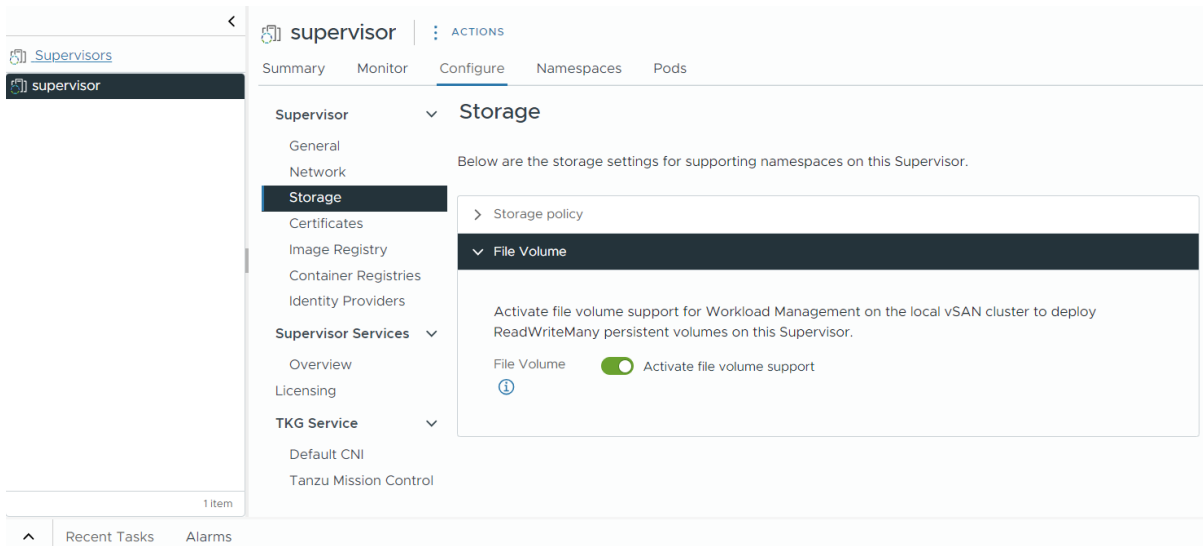 Supervisors
supervisor
1 item
supervisor
ACTIONS
Summary Monitor Configure Namespaces Pods
Supervisor
General
Network
Storage
Certificates
Image Registry
Container Registries
Identity Providers
Supervisor Services
Overview
Licensing
TKG Service
Default CNI
Tanzu Mission Control
Storage
Below are the storage settings for supporting namespaces on this Supervisor.
Storage policy
File Volume
Activate file volume support for Workload Management on the local vSAN cluster to deploy
ReadWriteMany persistent volumes on this Supervisor.
File Volume Activate file volume support
Recent Tasks Alarms